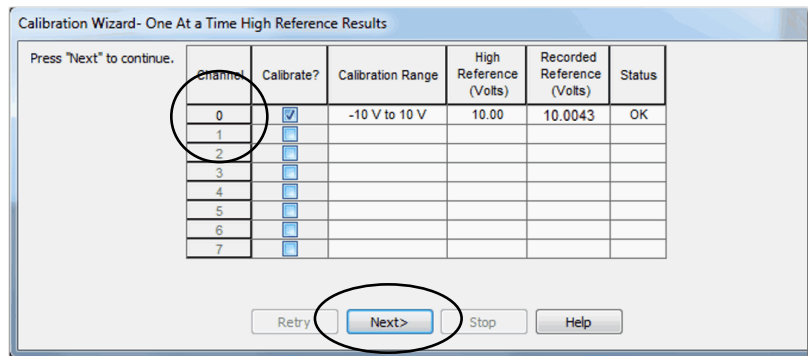 Calibration Wizard- One At a Time High Reference Results
Press "Next" to continue.
Channel Calibrate? Calibration Range High Reference (Volts) Recorded Reference (Volts) Status
0 -10 V to 10 V 10.00 10.0043 OK
1
2
3
4
5
6
7
Retry Next> Stop Help